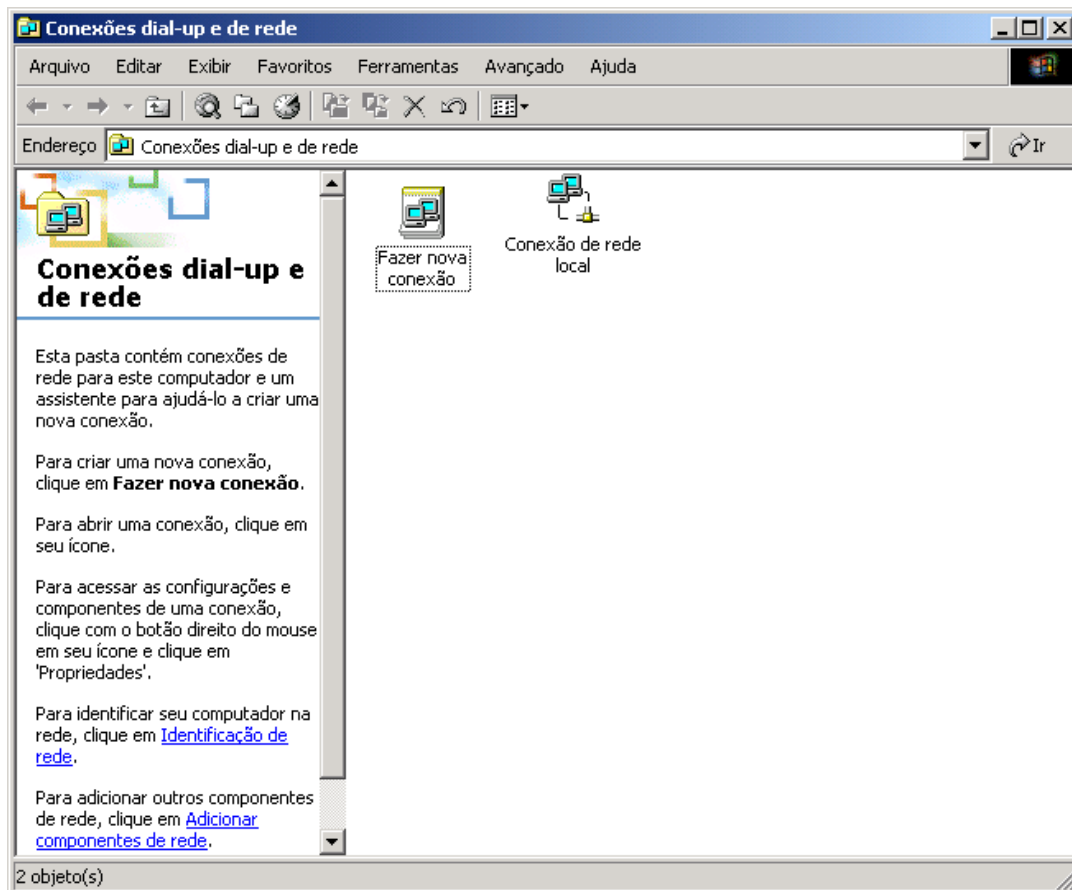 Conexões dial-up e de rede
Arquivo Editar Exibir Favoritos Ferramentas Avançado Ajuda
Endereço Conexões dial-up e de rede Ir
Conexões dial-up e
de rede
Esta pasta contém conexões de
rede para este computador e um
assistente para ajudá-lo a criar uma
nova conexão.
Para criar uma nova conexão,
clique em Fazer nova conexão.
Para abrir uma conexão, clique em
seu ícone.
Para acessar as configurações e
componentes de uma conexão,
clique com o botão direito do mouse
em seu ícone e clique em
'Propriedades'.
Para identificar seu computador na
rede, clique em Identificação de
rede.
Para adicionar outros componentes
de rede, clique em Adicionar
componentes de rede.
Fazer nova
conexão
Conexão de rede
local
2 objeto(s)